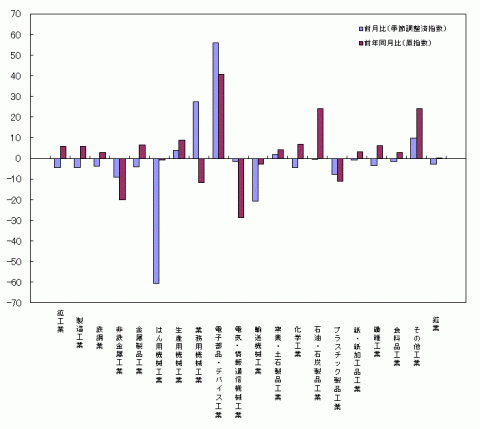 前月比(季節調整済指数)
前年同月比(原指数)
70
60
50
40
30
20
10
0
-10
-20
-30
-40
-50
-60
-70
鉱工業
製造工業
鉄鋼業
非鉄金属工業
金属製品工業
はん用機械工業
生産用機械工業
業務用機械工業
電子部品・デバイス工業
電気・情報通信機械工業
輸送機械工業
窯業・土石製品工業
化学工業
石油・石炭製品工業
プラスチック製品工業
紙・紙加工品工業
繊維工業
食料品工業
その他工業
鉱業